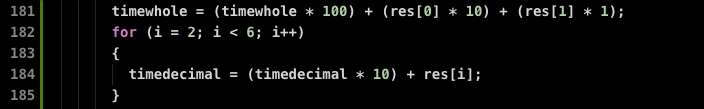 181 timewhole = (timewhole * 100) + (res[0] * 10) + (res[1] * 1);
182 for (i = 2; i < 6; i++)
183 {
184 timedecimal = (timedecimal * 10) + res[i];
185 }